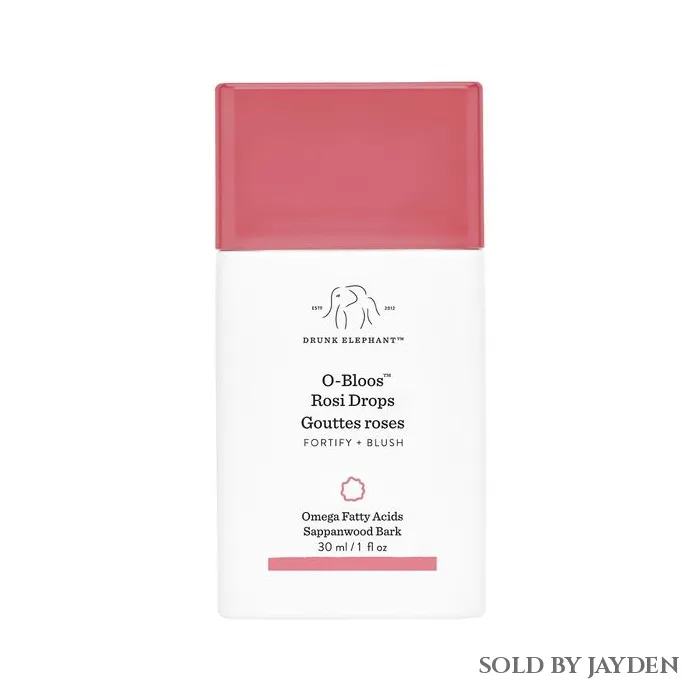 ESTD 2012
DRUNK ELEPHANT™
O-Bloos™
Rosi Drops
Gouttes roses
FORTIFY + BLUSH
Omega Fatty Acids
Sappanwood Bark
30 ml/1 fl oz
SOLD BY JAYDEN